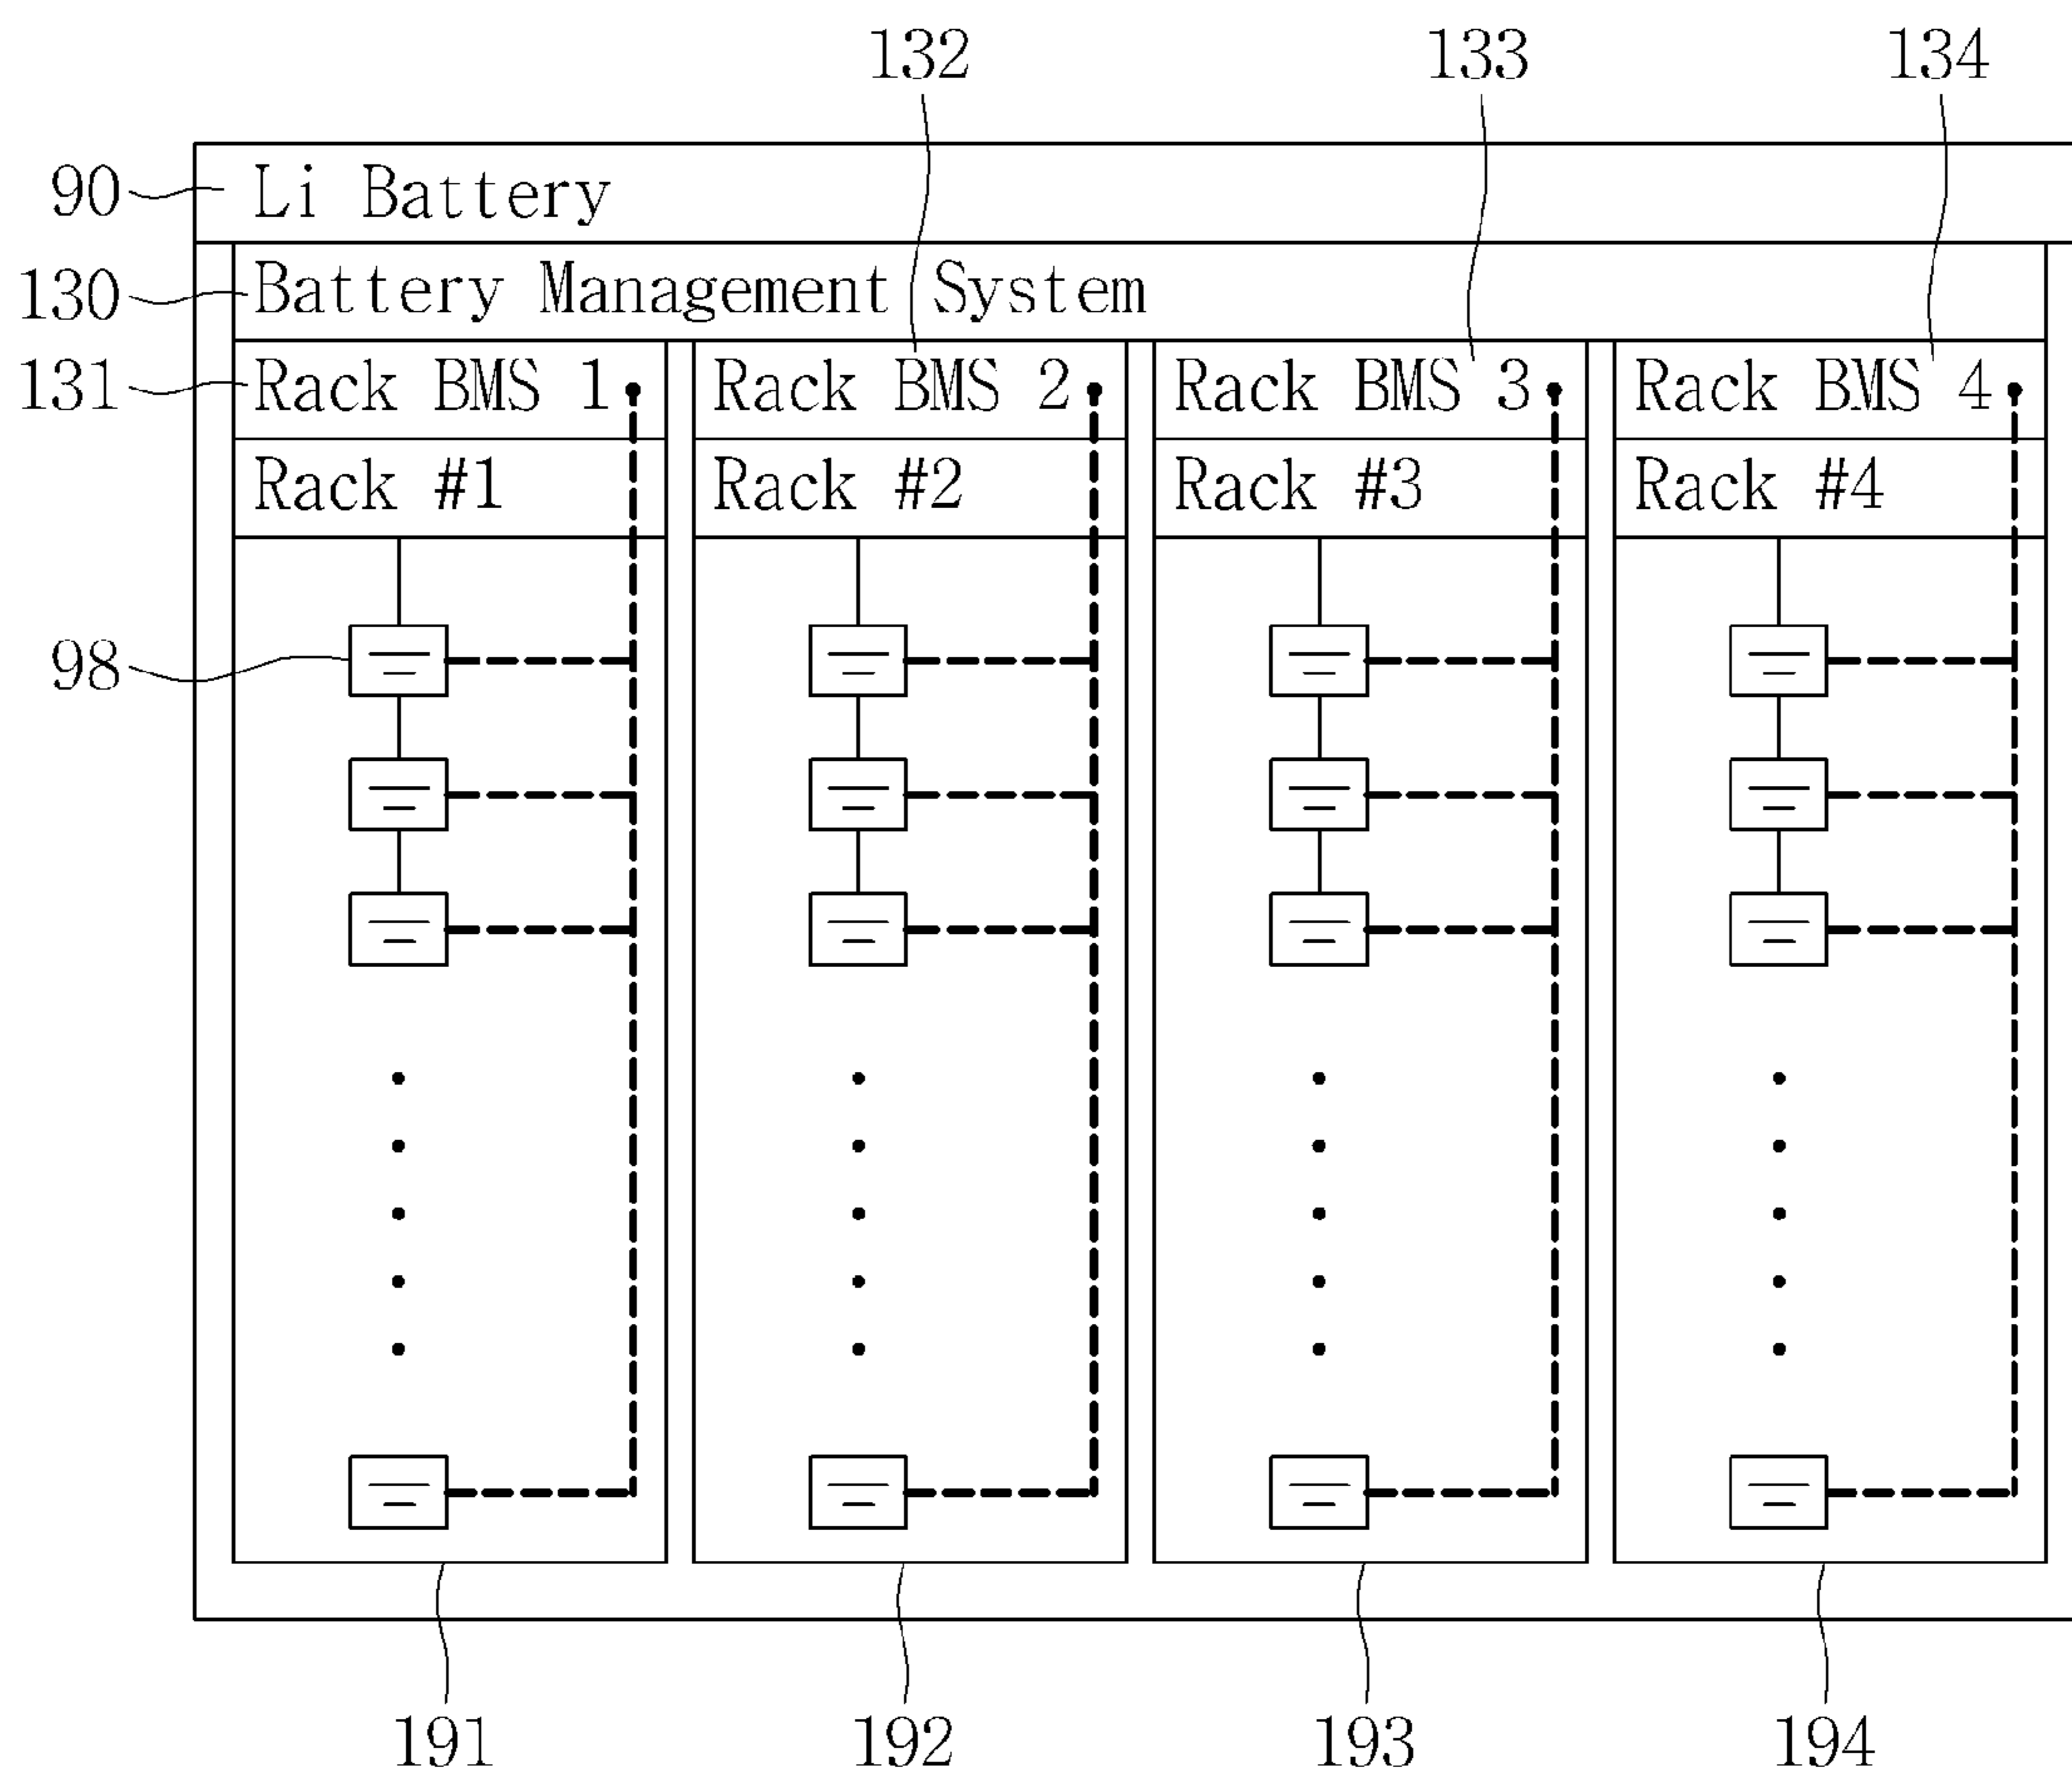 132 133 134
90 Li Battery
130 Battery Management System
131 Rack BMS 1 Rack BMS 2 Rack BMS 3 Rack BMS 4
Rack #1 Rack #2 Rack #3 Rack #4
98
191 192 193 194